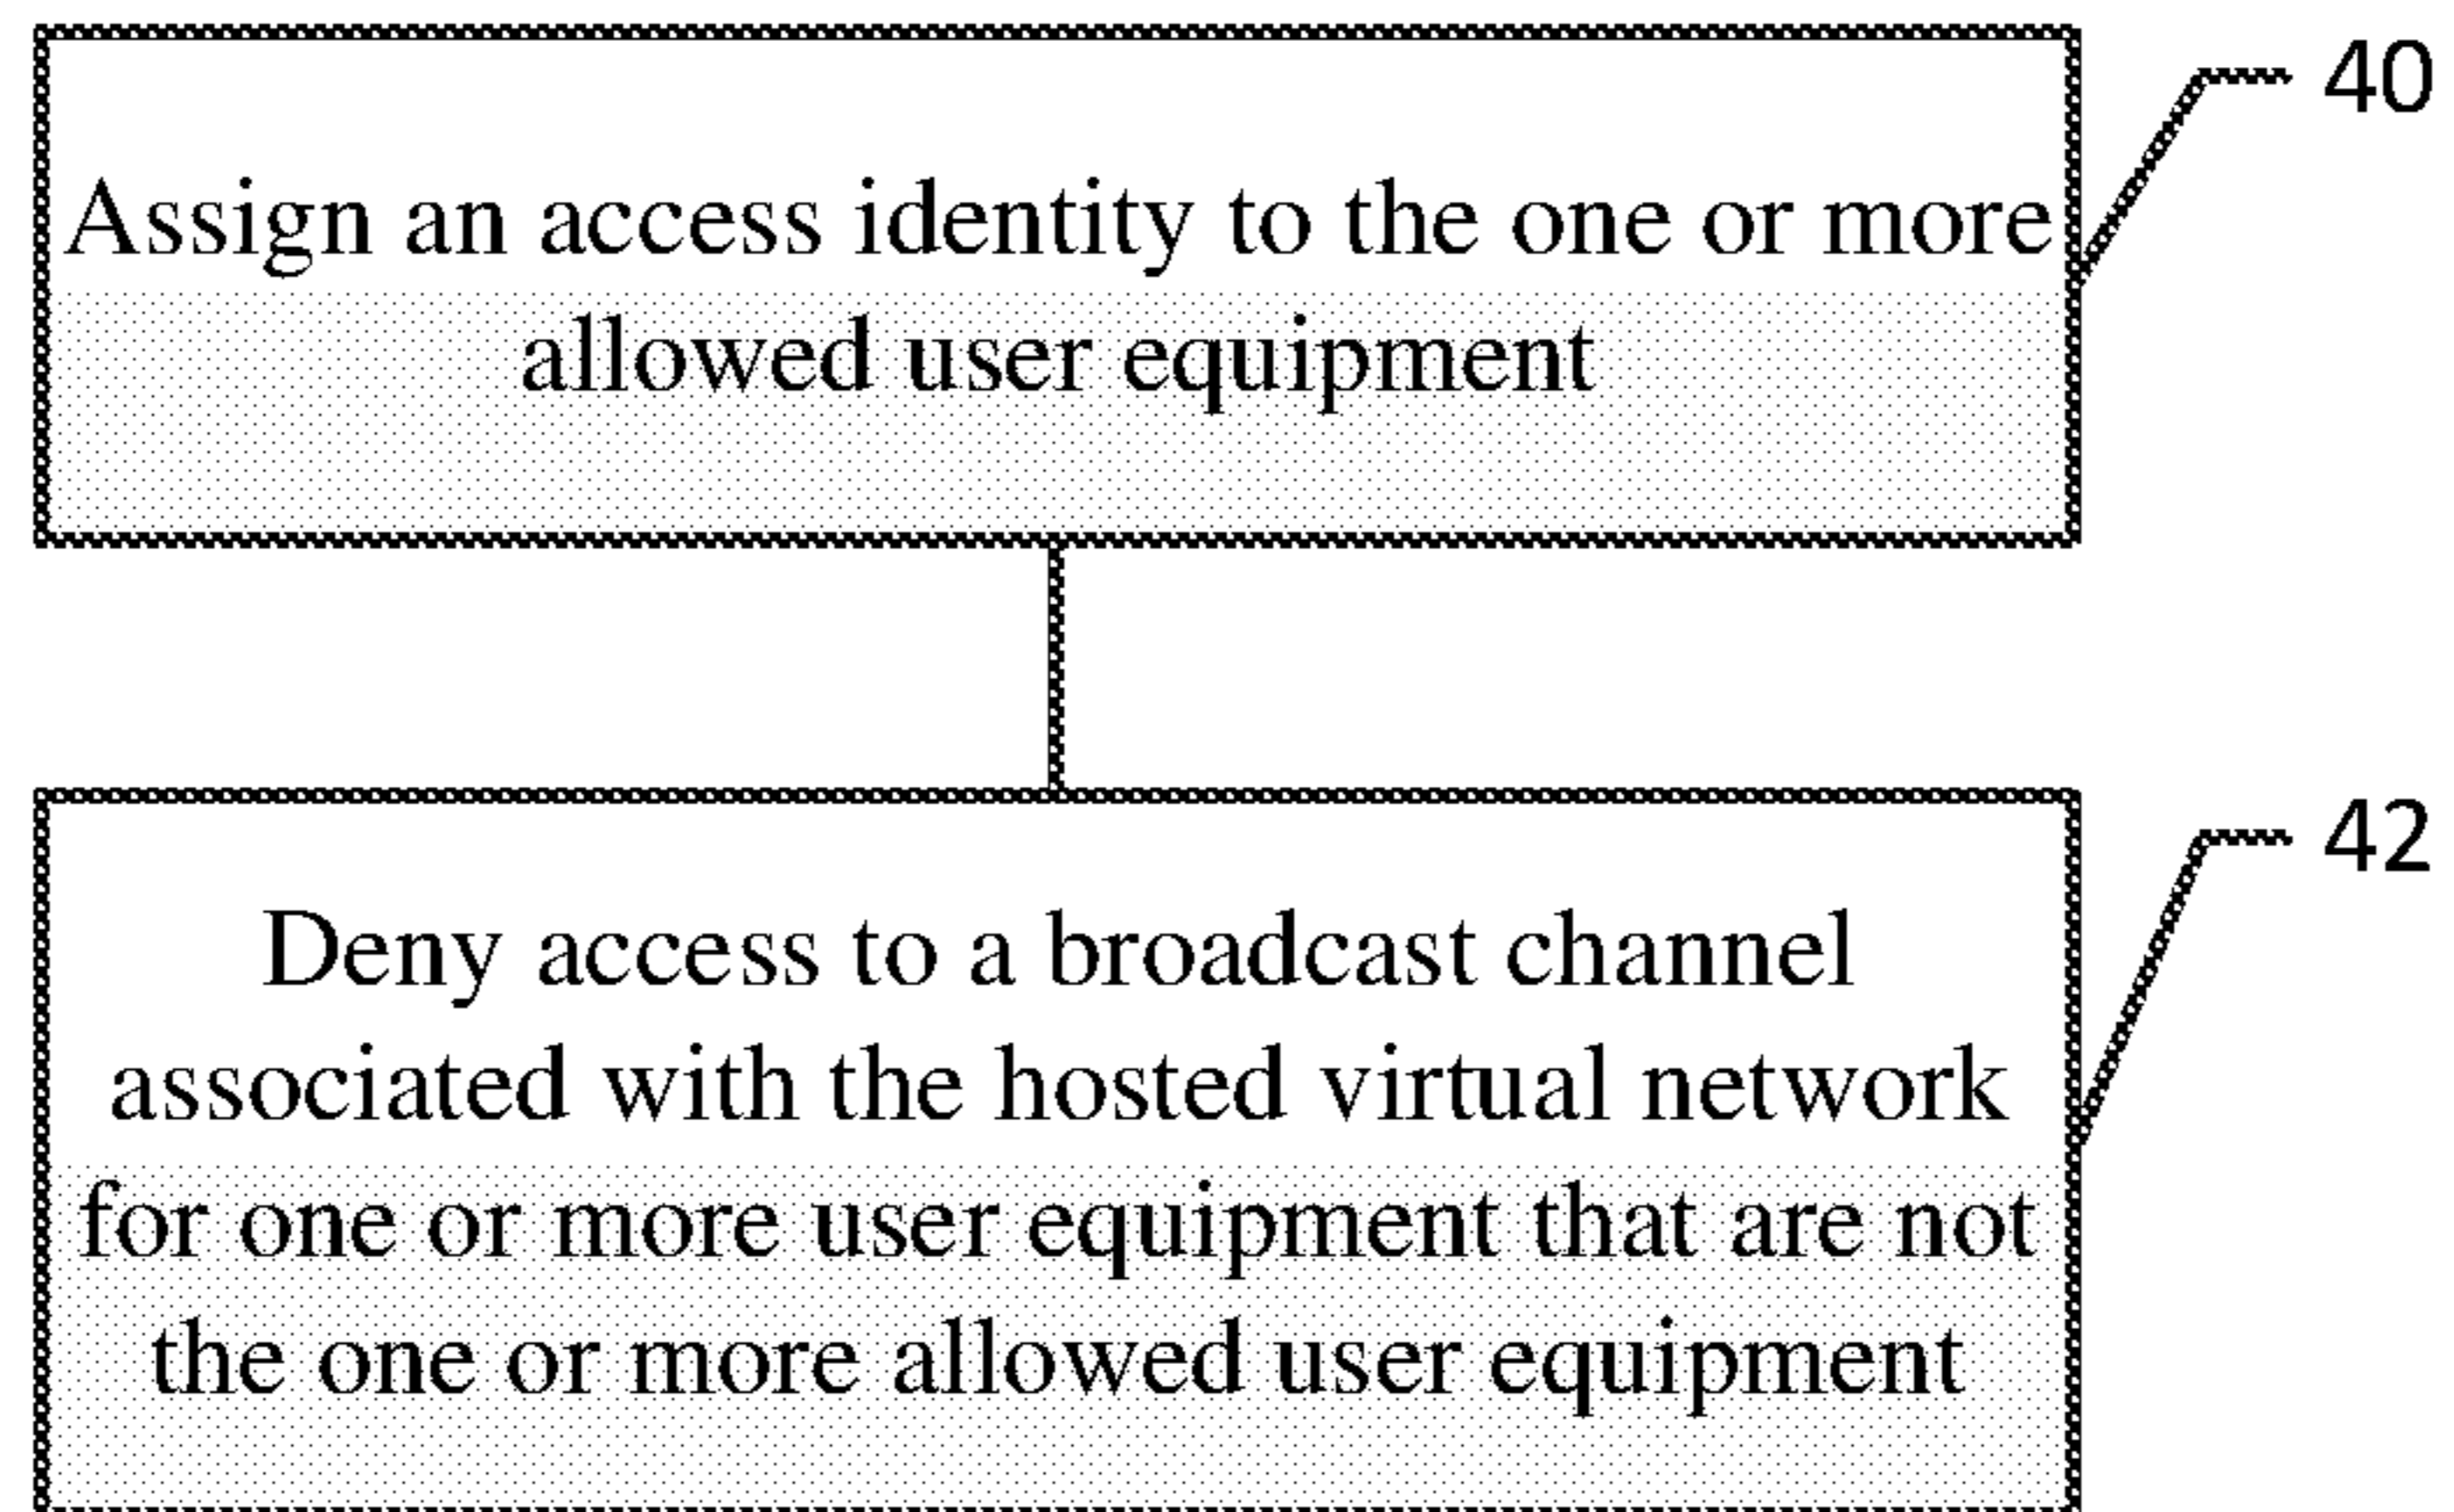 Assign an access identity to the one or more
allowed user equipment
40
Deny access to a broadcast channel
associated with the hosted virtual network
for one or more user equipment that are not
the one or more allowed user equipment
42